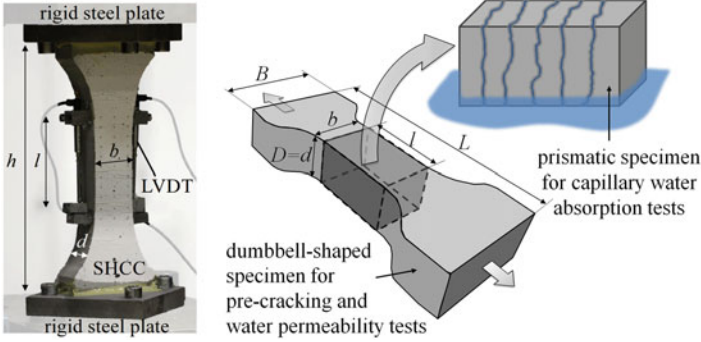 rigid steel plate
h
l
b
LVDT
d
SHCC
rigid steel plate
B
b
l
L
D=d
prismatic specimen
for capillary water
absorption tests
dumbbell-shaped
specimen for
pre-cracking and
water permeability tests